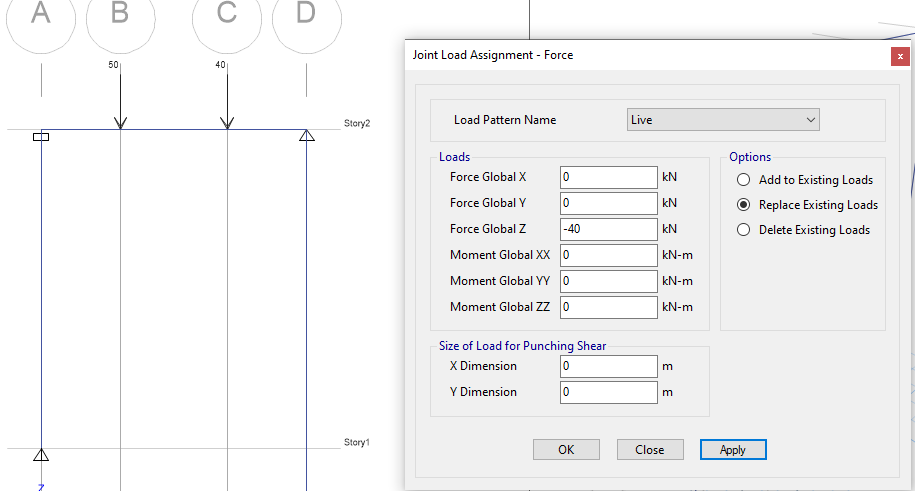 A B C D
50 40
Story2
Story1
Z
Joint Load Assignment - Force
x
Load Pattern Name Live
Loads
Force Global X 0 kN
Force Global Y 0 kN
Force Global Z -40 kN
Moment Global XX 0 kN-m
Moment Global YY 0 kN-m
Moment Global ZZ 0 kN-m
Options
Add to Existing Loads
Replace Existing Loads
Delete Existing Loads
Size of Load for Punching Shear
X Dimension 0 m
Y Dimension 0 m
OK Close Apply